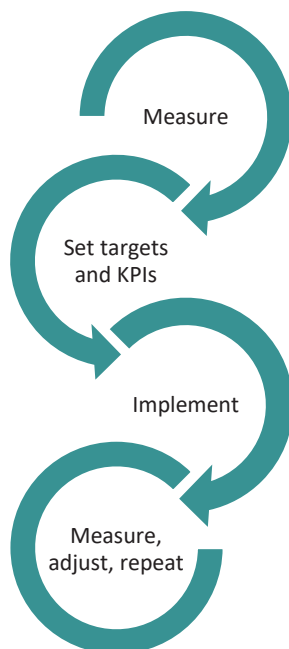 Measure
Set targets
and KPIs
Implement
Measure,
adjust, repeat